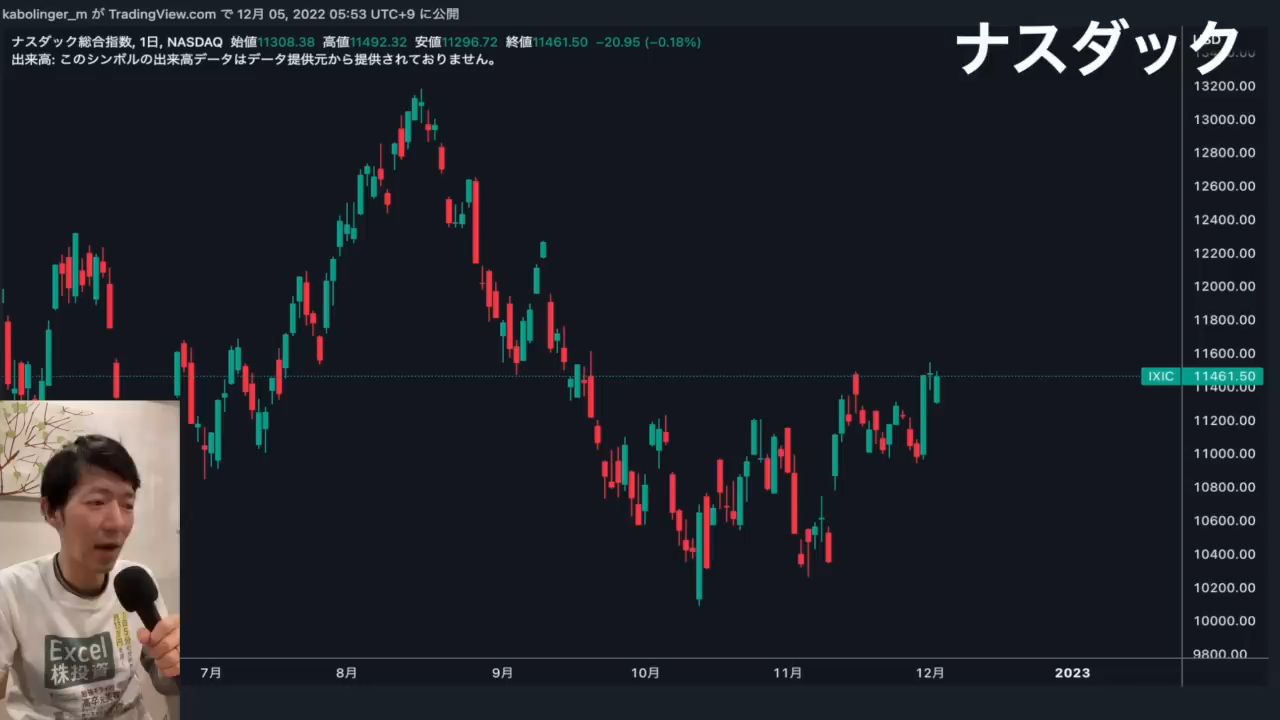 kabolinger_m が TradingView.com で 12月 05, 2022 05:53 UTC+9 に公開
ナスダック総合指数, 1日, NASDAQ 始値11308.38 高値11492.32 安値11296.72 終値11461.50 −20.95 (−0.18%)
出来高: このシンボルの出来高データはデータ提供元から提供されておりません。
ナスダック
USD
13400.00
13200.00
13000.00
12800.00
12600.00
12400.00
12200.00
12000.00
11800.00
11600.00
IXIC 11461.50
11400.00
11200.00
11000.00
10800.00
10600.00
10400.00
10200.00
10000.00
9800.00
7月 8月 9月 10月 11月 12月 2023
Excel
株投資